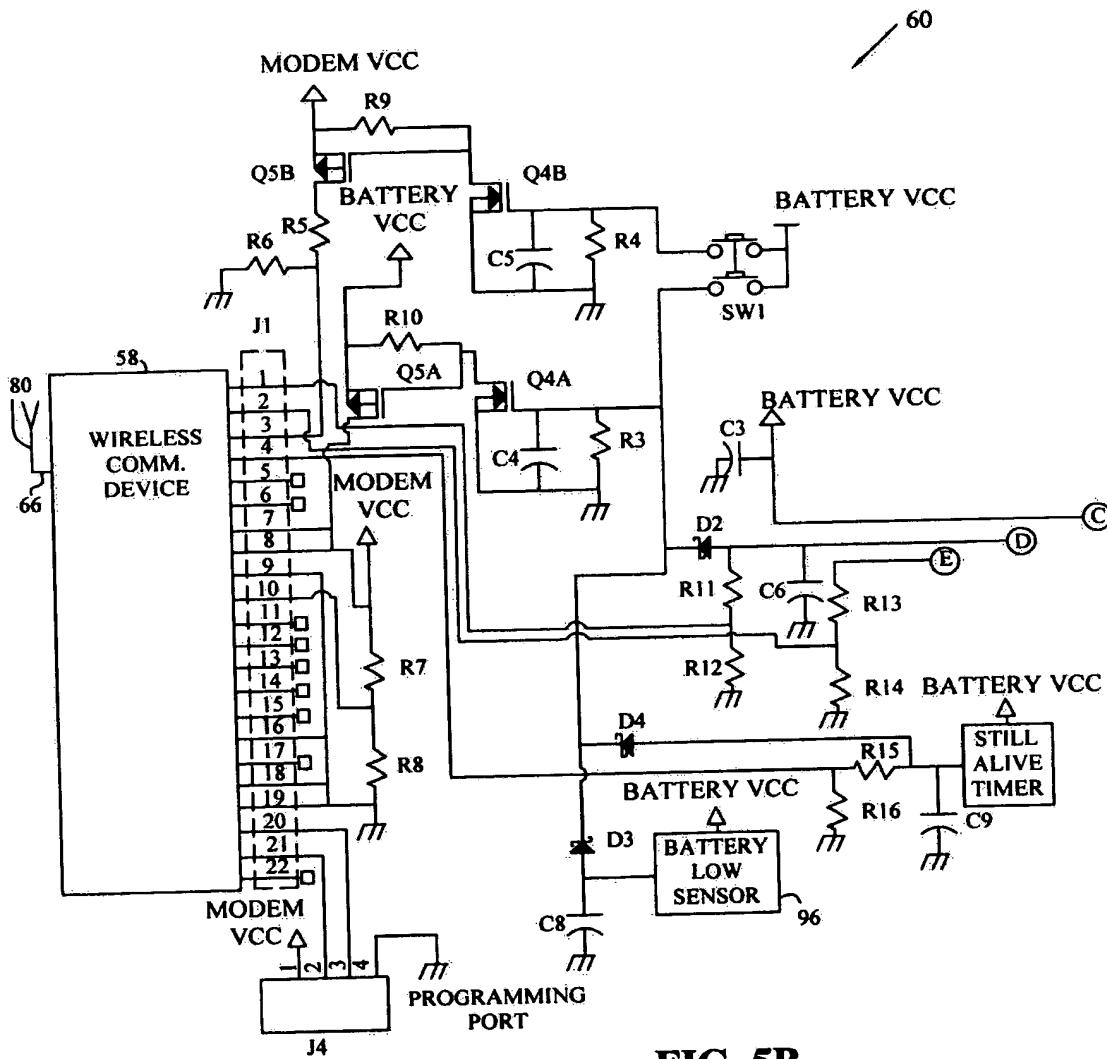 60
MODEM VCC
R9
Q5B
Q4B
BATTERY
VCC
BATTERY VCC
R5
R6
C5
R4
SW1
J1
R10
Q5A
Q4A
58
80
66
WIRELESS
COMM.
DEVICE
1
2
3
4
5
6
7
8
9
10
11
12
13
14
15
16
17
18
19
20
21
22
C4
R3
MODEM
VCC
BATTERY VCC
C3
C
D
E
D2
R11
C6
R13
R12
R14
R7
R8
BATTERY VCC
D4
R15
STILL
ALIVE
TIMER
R16
C9
BATTERY VCC
D3
BATTERY
LOW
SENSOR
96
C8
MODEM
VCC
1
2
3
4
PROGRAMMING
PORT
J4
FIG. 5B